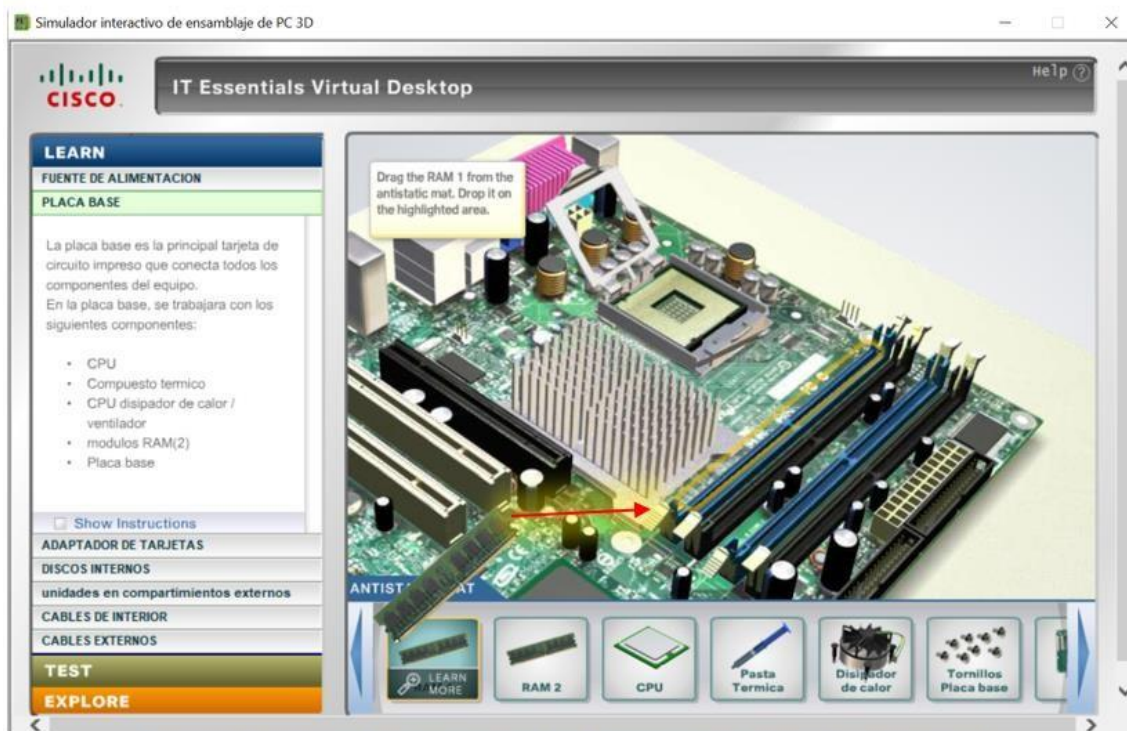 Simulador interactivo de ensamblaje de PC 3D
CISCO
IT Essentials Virtual Desktop
Help ?
LEARN
FUENTE DE ALIMENTACION
PLACA BASE
La placa base es la principal tarjeta de
circuito impreso que conecta todos los
componentes del equipo.
En la placa base, se trabajara con los
siguientes componentes:
• CPU
• Compuesto termico
• CPU disipador de calor /
ventilador
• modulos RAM(2)
• Placa base
Show Instructions
ADAPTADOR DE TARJETAS
DISCOS INTERNOS
unidades en compartimientos externos
CABLES DE INTERIOR
CABLES EXTERNOS
TEST
EXPLORE
Drag the RAM 1 from the
antistatic mat. Drop it on
the highlighted area.
LEARN
MORE
RAM 2
CPU
Pasta
Termica
Disipador
de calor
Tornillos
Placa base